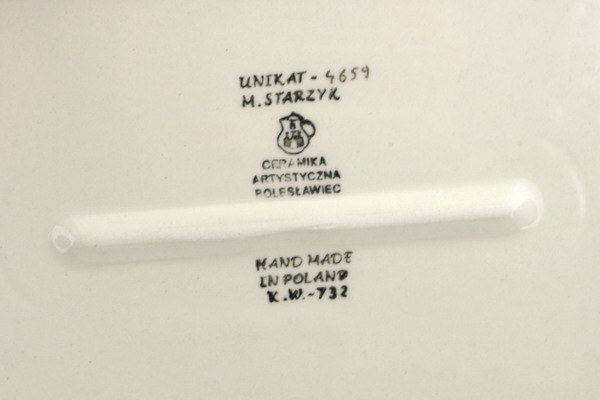 UNIKAT - 4659
M. STARZYK
B
CERAMIKA
ARTYSTYCZNA
BOLESŁAWIEC
HAND MADE
IN POLAND
K.W.-732